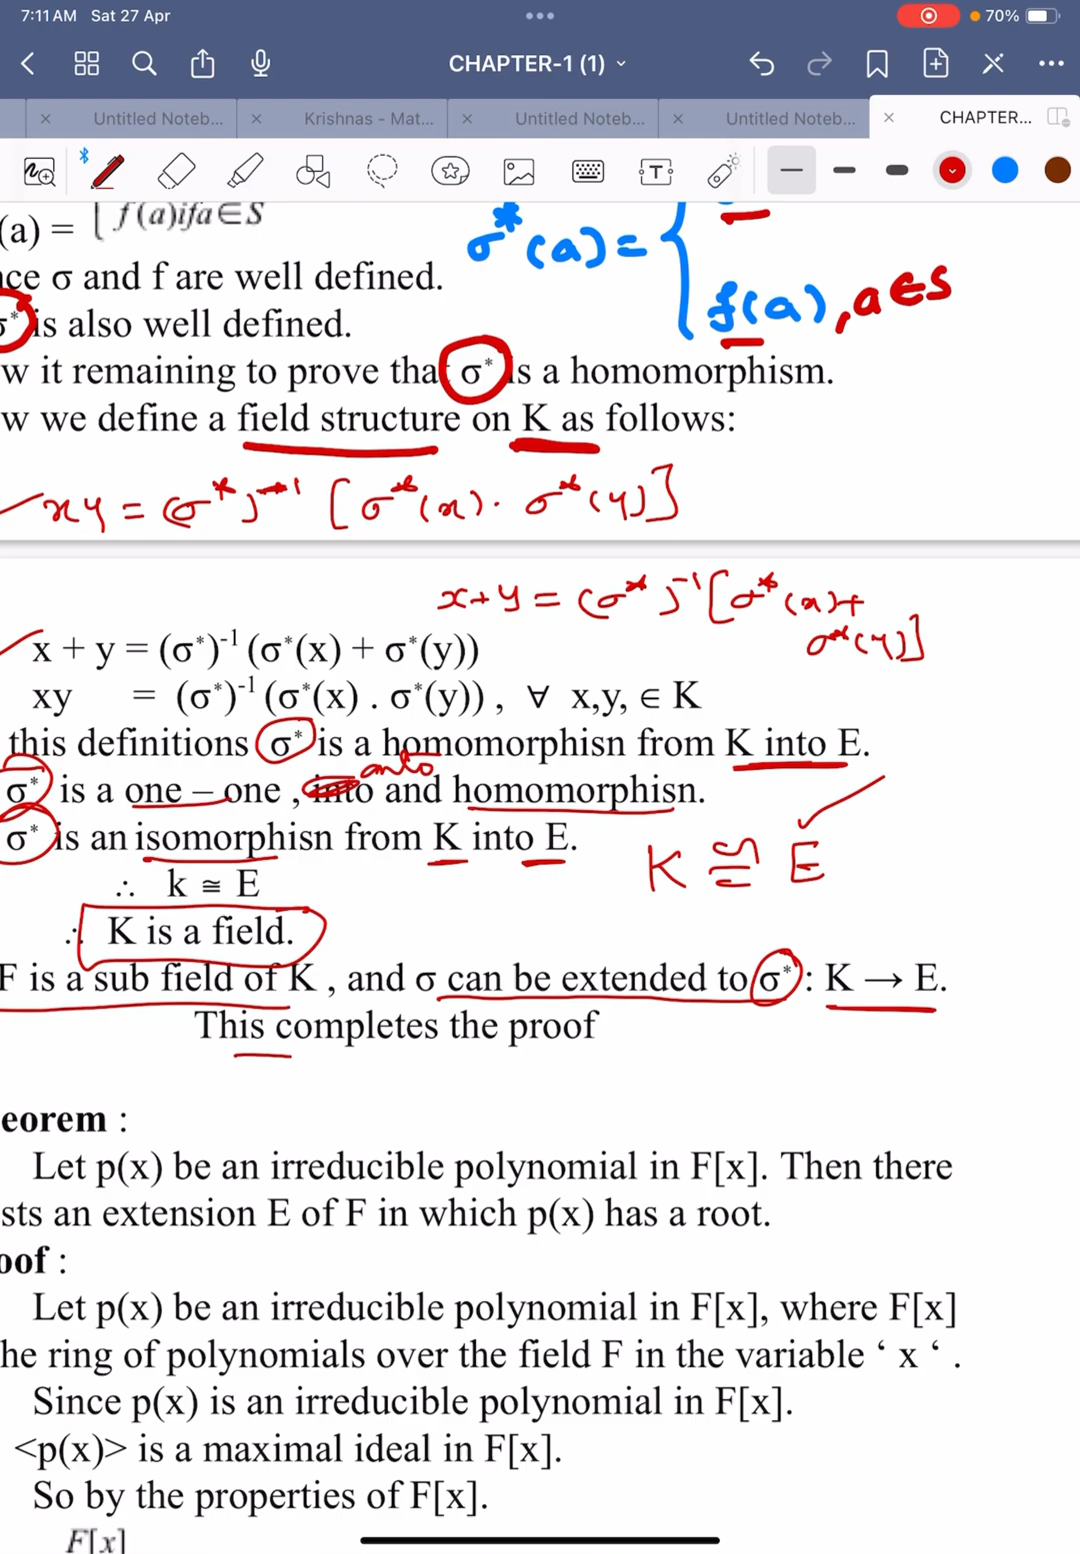 7:11 AM Sat 27 Apr
70%
CHAPTER-1 (1)
Untitled Noteb... Krishnas - Mat... Untitled Noteb... Untitled Noteb... CHAPTER...
(a) = { f(a)ifa∈S
σ*(a) = {
f(a), a∈S
nce σ and f are well defined.
σ* is also well defined.
w it remaining to prove that σ* is a homomorphism.
w we define a field structure on K as follows:
xy = (σ*)⁻¹ [σ*(x) · σ*(y)]
x+y = (σ*)⁻¹ [σ*(x)+
σ*(y)]
x + y = (σ*)⁻¹ (σ*(x) + σ*(y))
xy = (σ*)⁻¹ (σ*(x) . σ*(y)) , ∀ x,y, ∈ K
this definitions σ* is a homomorphisn from K into E.
onto
σ* is a one – one , into and homomorphisn.
σ* is an isomorphisn from K into E.
K ≅ E
∴ k ≅ E
∴ K is a field.
F is a sub field of K , and σ can be extended to σ* : K → E.
This completes the proof
eorem :
Let p(x) be an irreducible polynomial in F[x]. Then there
sts an extension E of F in which p(x) has a root.
oof :
Let p(x) be an irreducible polynomial in F[x], where F[x]
he ring of polynomials over the field F in the variable ‘ x ‘ .
Since p(x) is an irreducible polynomial in F[x].
<p(x)> is a maximal ideal in F[x].
So by the properties of F[x].
F[x]